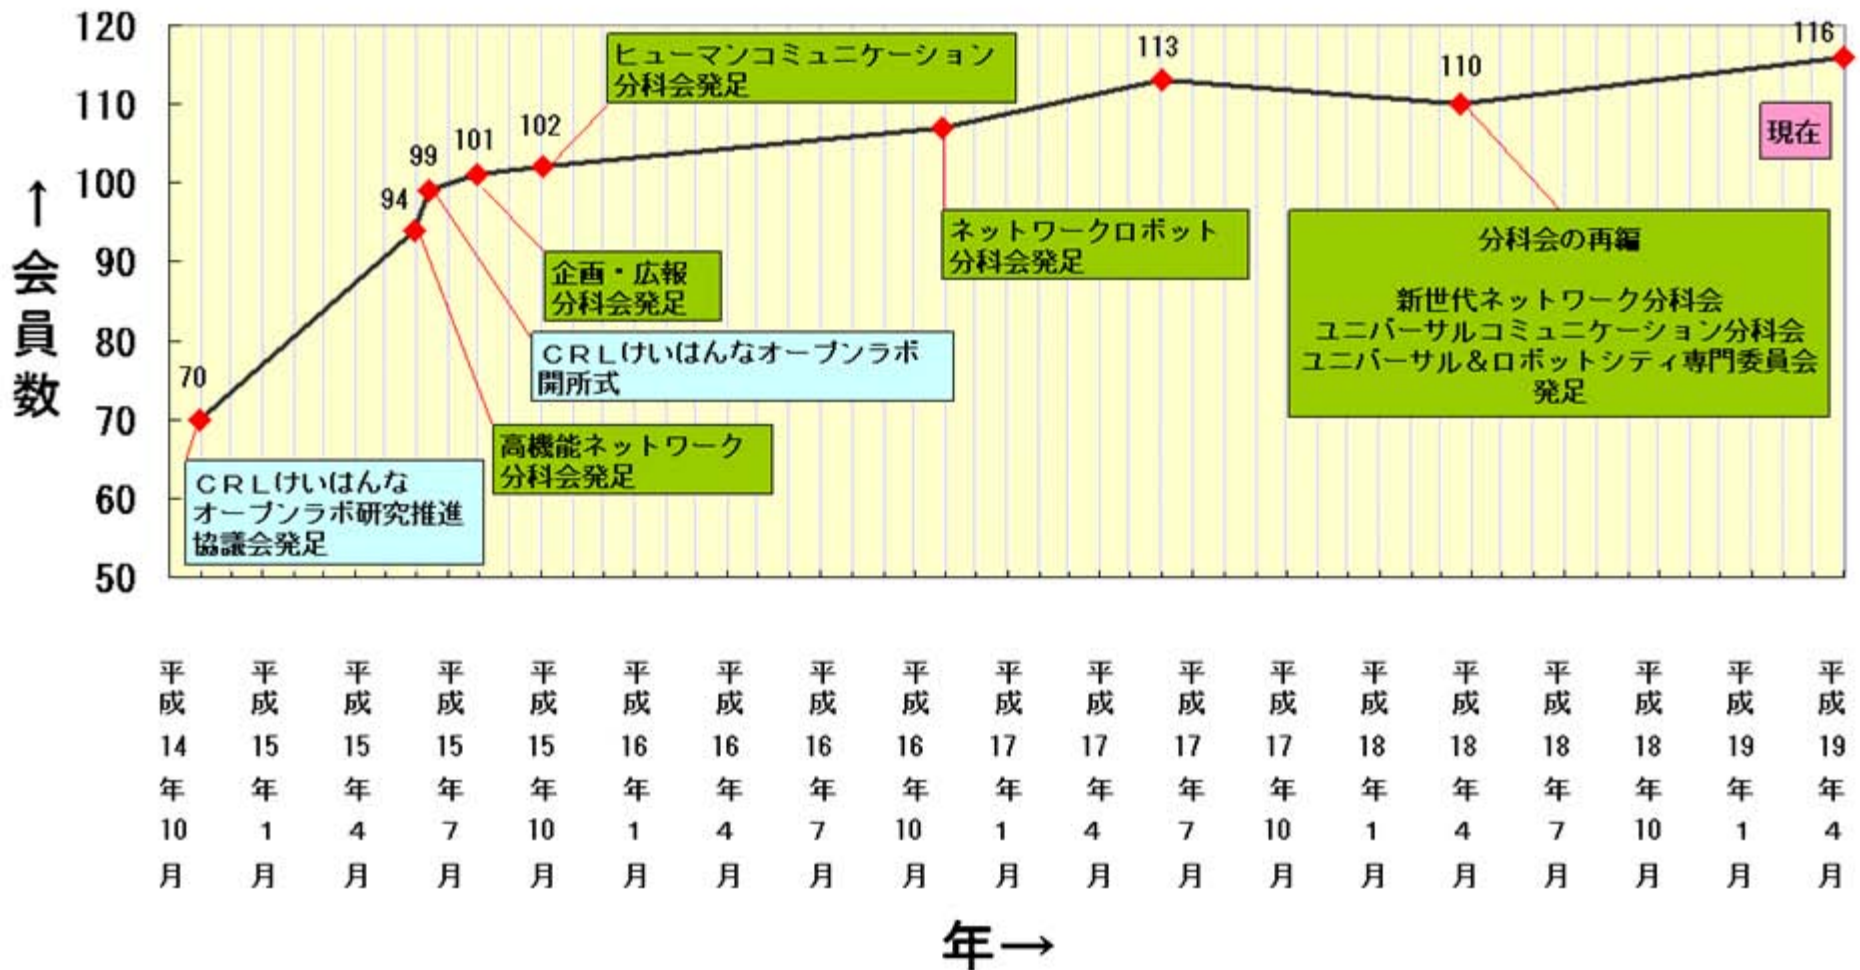 120
110
100
90
80
70
60
50
↑会員数
70
94
99
101
102
113
110
116
ヒューマンコミュニケーション
分科会発足
現在
ネットワークロボット
分科会発足
分科会の再編
新世代ネットワーク分科会
ユニバーサルコミュニケーション分科会
ユニバーサル＆ロボットシティ専門委員会
発足
企画・広報
分科会発足
ＣＲＬけいはんなオープンラボ
開所式
高機能ネットワーク
分科会発足
ＣＲＬけいはんな
オープンラボ研究推進
協議会発足
平成14年10月
平成15年1月
平成15年4月
平成15年7月
平成15年10月
平成16年1月
平成16年4月
平成16年7月
平成16年10月
平成17年1月
平成17年4月
平成17年7月
平成17年10月
平成18年1月
平成18年4月
平成18年7月
平成18年10月
平成19年1月
平成19年4月
年→